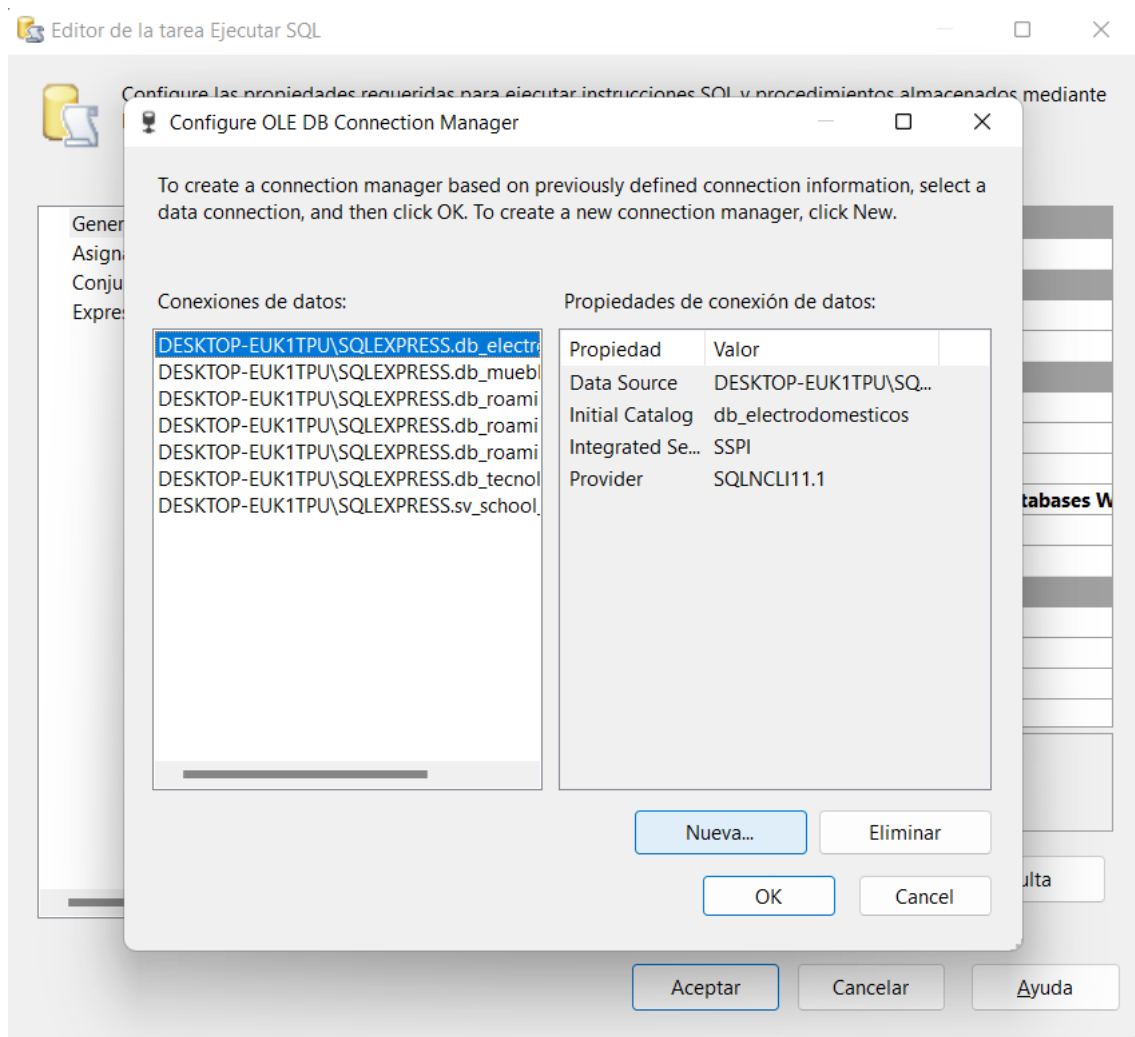 Editor de la tarea Ejecutar SQL
Configure las propiedades requeridas para ejecutar instrucciones SQL y procedimientos almacenados mediante
Configure OLE DB Connection Manager
To create a connection manager based on previously defined connection information, select a
data connection, and then click OK. To create a new connection manager, click New.
Gener
Asigna
Conju
Expres
Conexiones de datos:
DESKTOP-EUK1TPU\SQLEXPRESS.db_electro
DESKTOP-EUK1TPU\SQLEXPRESS.db_muebl
DESKTOP-EUK1TPU\SQLEXPRESS.db_roami
DESKTOP-EUK1TPU\SQLEXPRESS.db_roami
DESKTOP-EUK1TPU\SQLEXPRESS.db_roami
DESKTOP-EUK1TPU\SQLEXPRESS.db_tecnol
DESKTOP-EUK1TPU\SQLEXPRESS.sv_school_
Propiedades de conexión de datos:
Propiedad Valor
Data Source DESKTOP-EUK1TPU\SQ...
Initial Catalog db_electrodomesticos
Integrated Se... SSPI
Provider SQLNCLI11.1
tabases W
Nueva... Eliminar
OK Cancel
ulta
Aceptar Cancelar Ayuda